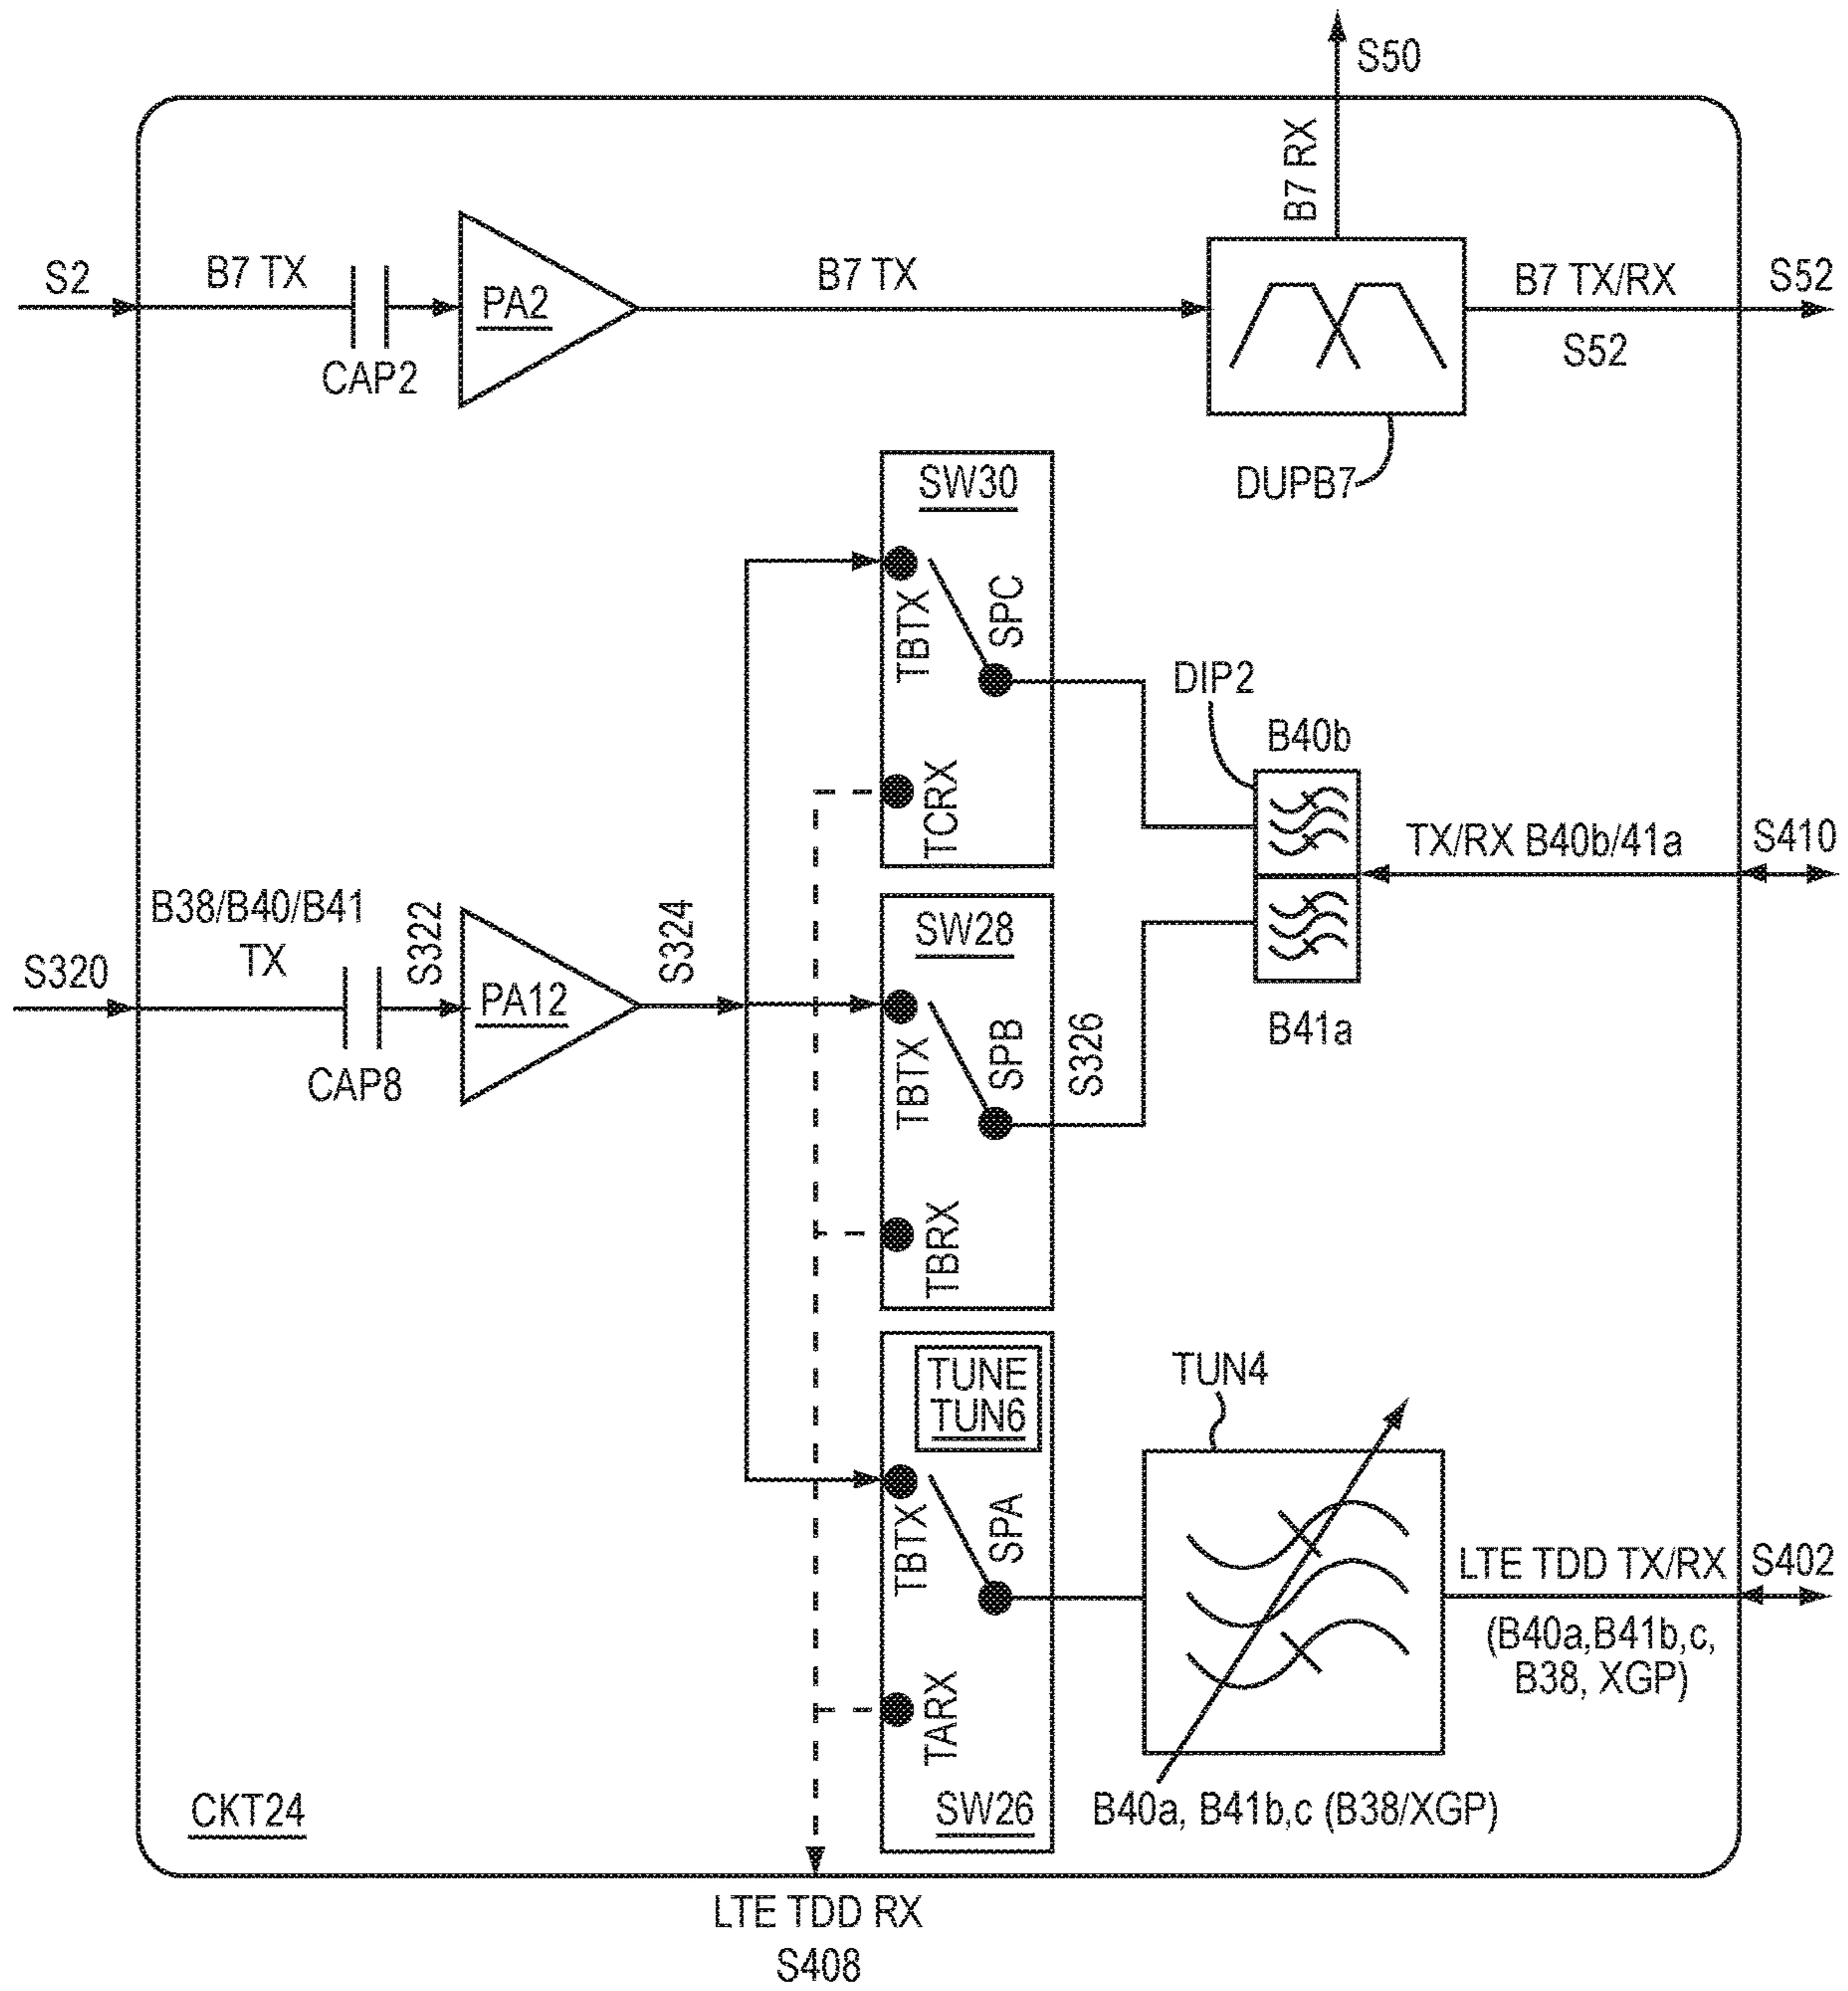 S50
B7 RX
S2
B7 TX
CAP2
PA2
B7 TX
B7 TX/RX
S52
S52
DUPB7
SW30
TBTX
SPC
TCRX
DIP2
B40b
B41a
TX/RX B40b/41a
S410
S320
B38/B40/B41
TX
S322
CAP8
PA12
S324
SW28
TBTX
SPB
TBRX
S326
TUNE
TUN6
TBTX
SPA
TARX
SW26
TUN4
LTE TDD TX/RX
S402
(B40a,B41b,c,
B38, XGP)
B40a, B41b,c (B38/XGP)
CKT24
LTE TDD RX
S408